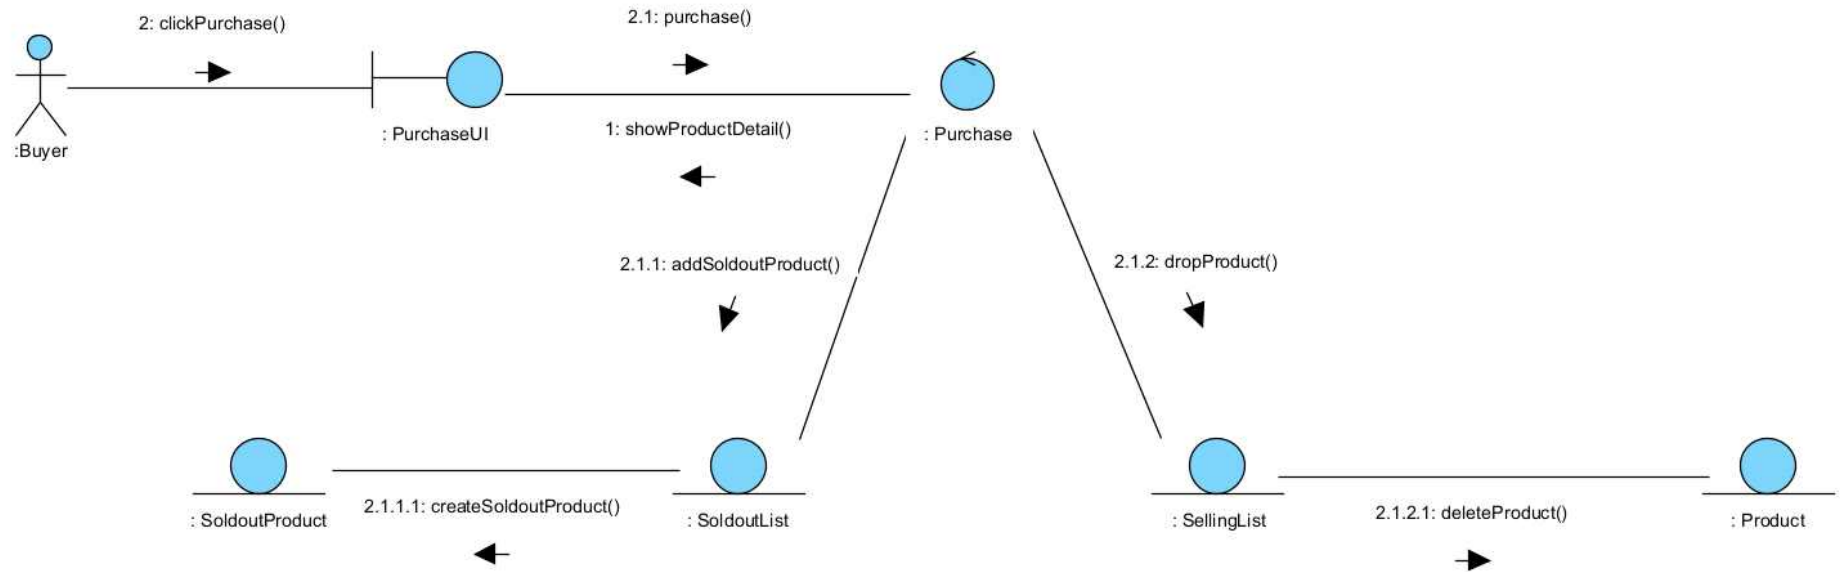 2: clickPurchase()
2.1: purchase()
1: showProductDetail()
:Buyer
: PurchaseUI
: Purchase
2.1.1: addSoldoutProduct()
2.1.2: dropProduct()
2.1.1.1: createSoldoutProduct()
2.1.2.1: deleteProduct()
: SoldoutProduct
: SoldoutList
: SellingList
: Product